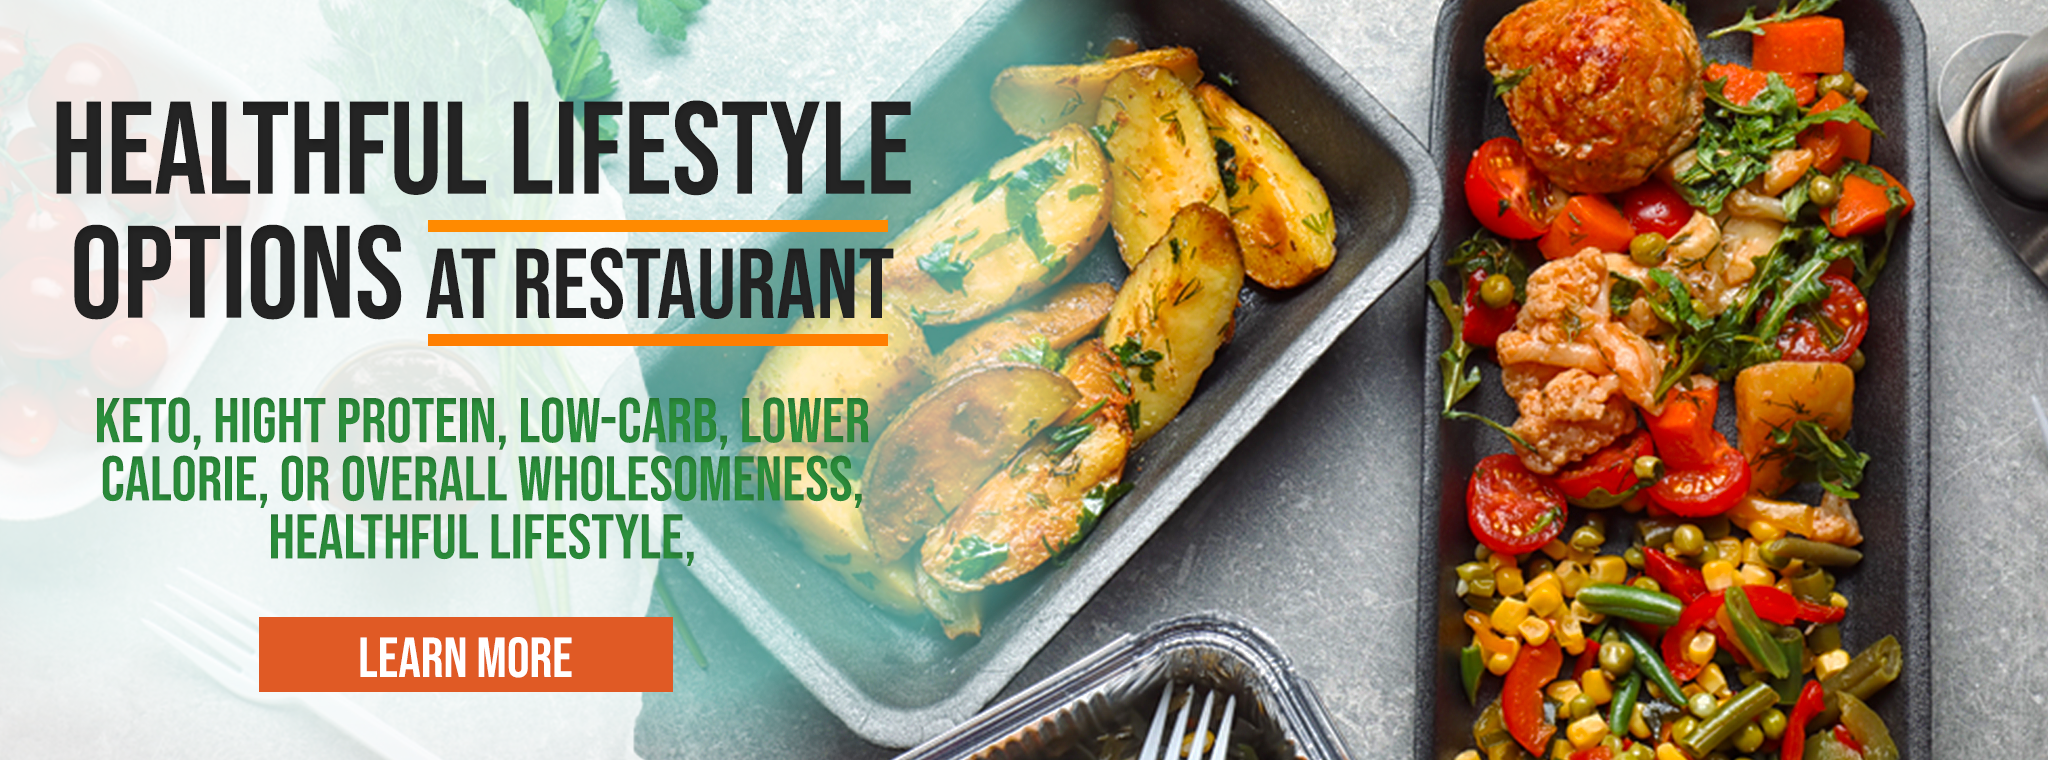 HEALTHFUL LIFESTYLE
OPTIONS AT RESTAURANT
KETO, HIGHT PROTEIN, LOW-CARB, LOWER
CALORIE, OR OVERALL WHOLESOMENESS,
HEALTHFUL LIFESTYLE,
LEARN MORE